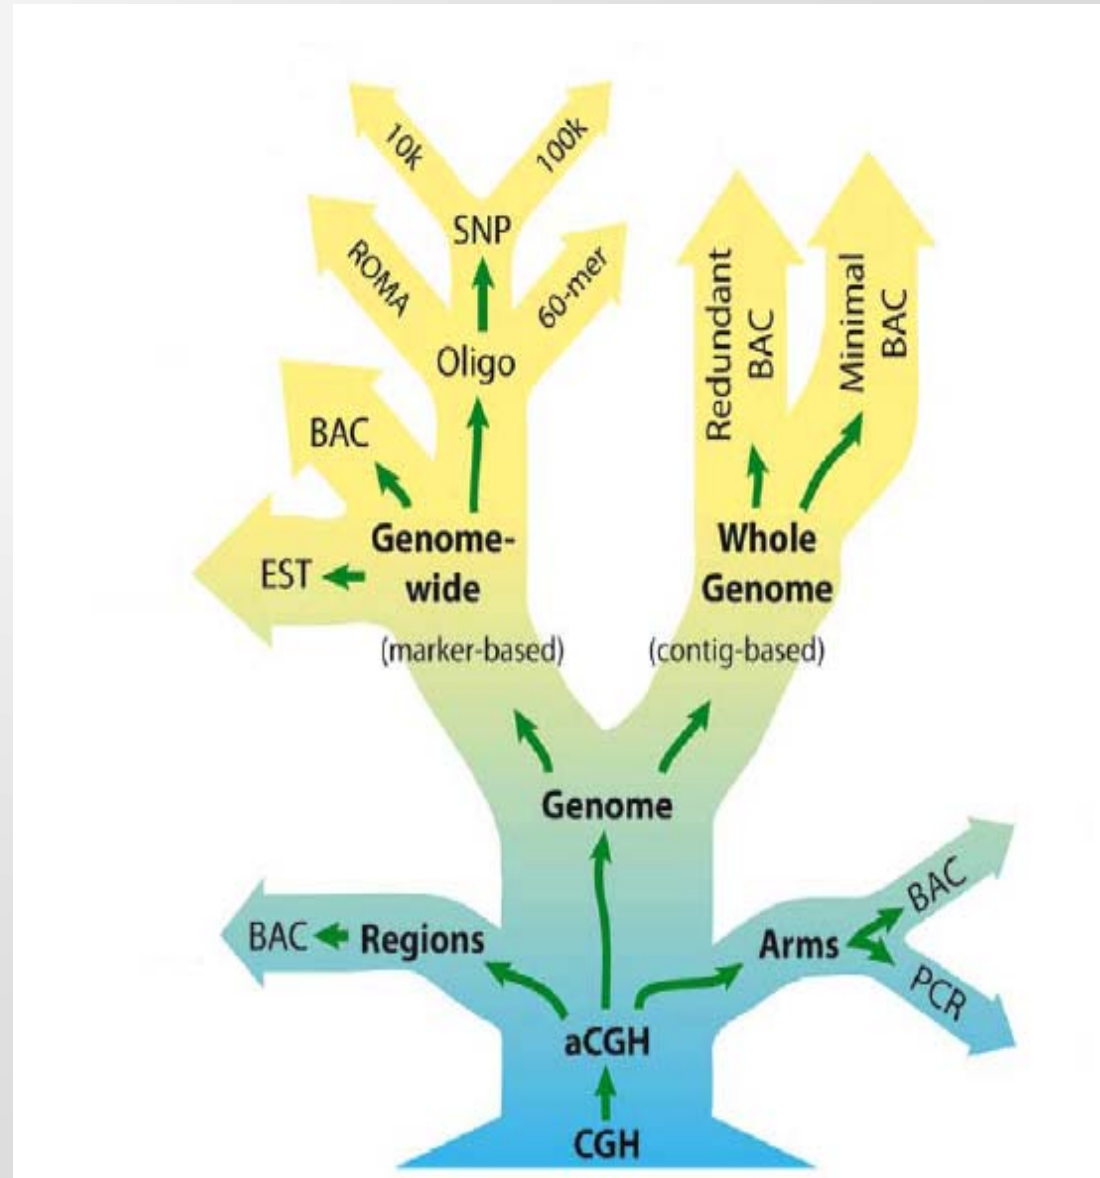 10k
100k
SNP
ROMA
60-mer
Oligo
Redundant
BAC
Minimal
BAC
BAC
Genome-
wide
(marker-based)
EST
Whole
Genome
(contig-based)
Genome
BAC
Regions
Arms
BAC
PCR
aCGH
CGH